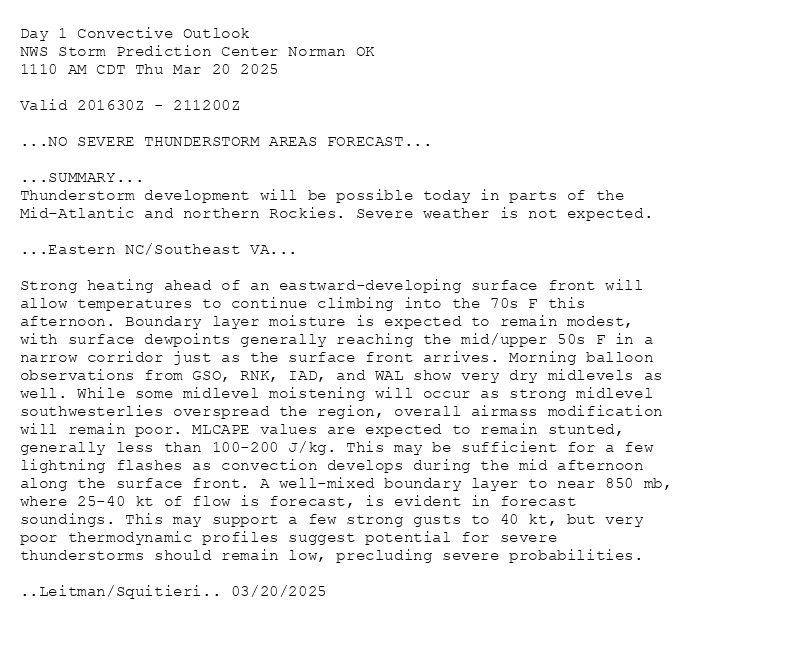 Day 1 Convective Outlook
NWS Storm Prediction Center Norman OK
1110 AM CDT Thu Mar 20 2025
Valid 201630Z - 211200Z
...NO SEVERE THUNDERSTORM AREAS FORECAST...
...SUMMARY...
Thunderstorm development will be possible today in parts of the
Mid-Atlantic and northern Rockies. Severe weather is not expected.
...Eastern NC/Southeast VA...
Strong heating ahead of an eastward-developing surface front will
allow temperatures to continue climbing into the 70s F this
afternoon. Boundary layer moisture is expected to remain modest,
with surface dewpoints generally reaching the mid/upper 50s F in a
narrow corridor just as the surface front arrives. Morning balloon
observations from GSO, RNK, IAD, and WAL show very dry midlevels as
well. While some midlevel moistening will occur as strong midlevel
southwesterlies overspread the region, overall airmass modification
will remain poor. MLCAPE values are expected to remain stunted,
generally less than 100-200 J/kg. This may be sufficient for a few
lightning flashes as convection develops during the mid afternoon
along the surface front. A well-mixed boundary layer to near 850 mb,
where 25-40 kt of flow is forecast, is evident in forecast
soundings. This may support a few strong gusts to 40 kt, but very
poor thermodynamic profiles suggest potential for severe
thunderstorms should remain low, precluding severe probabilities.
..Leitman/Squitieri.. 03/20/2025